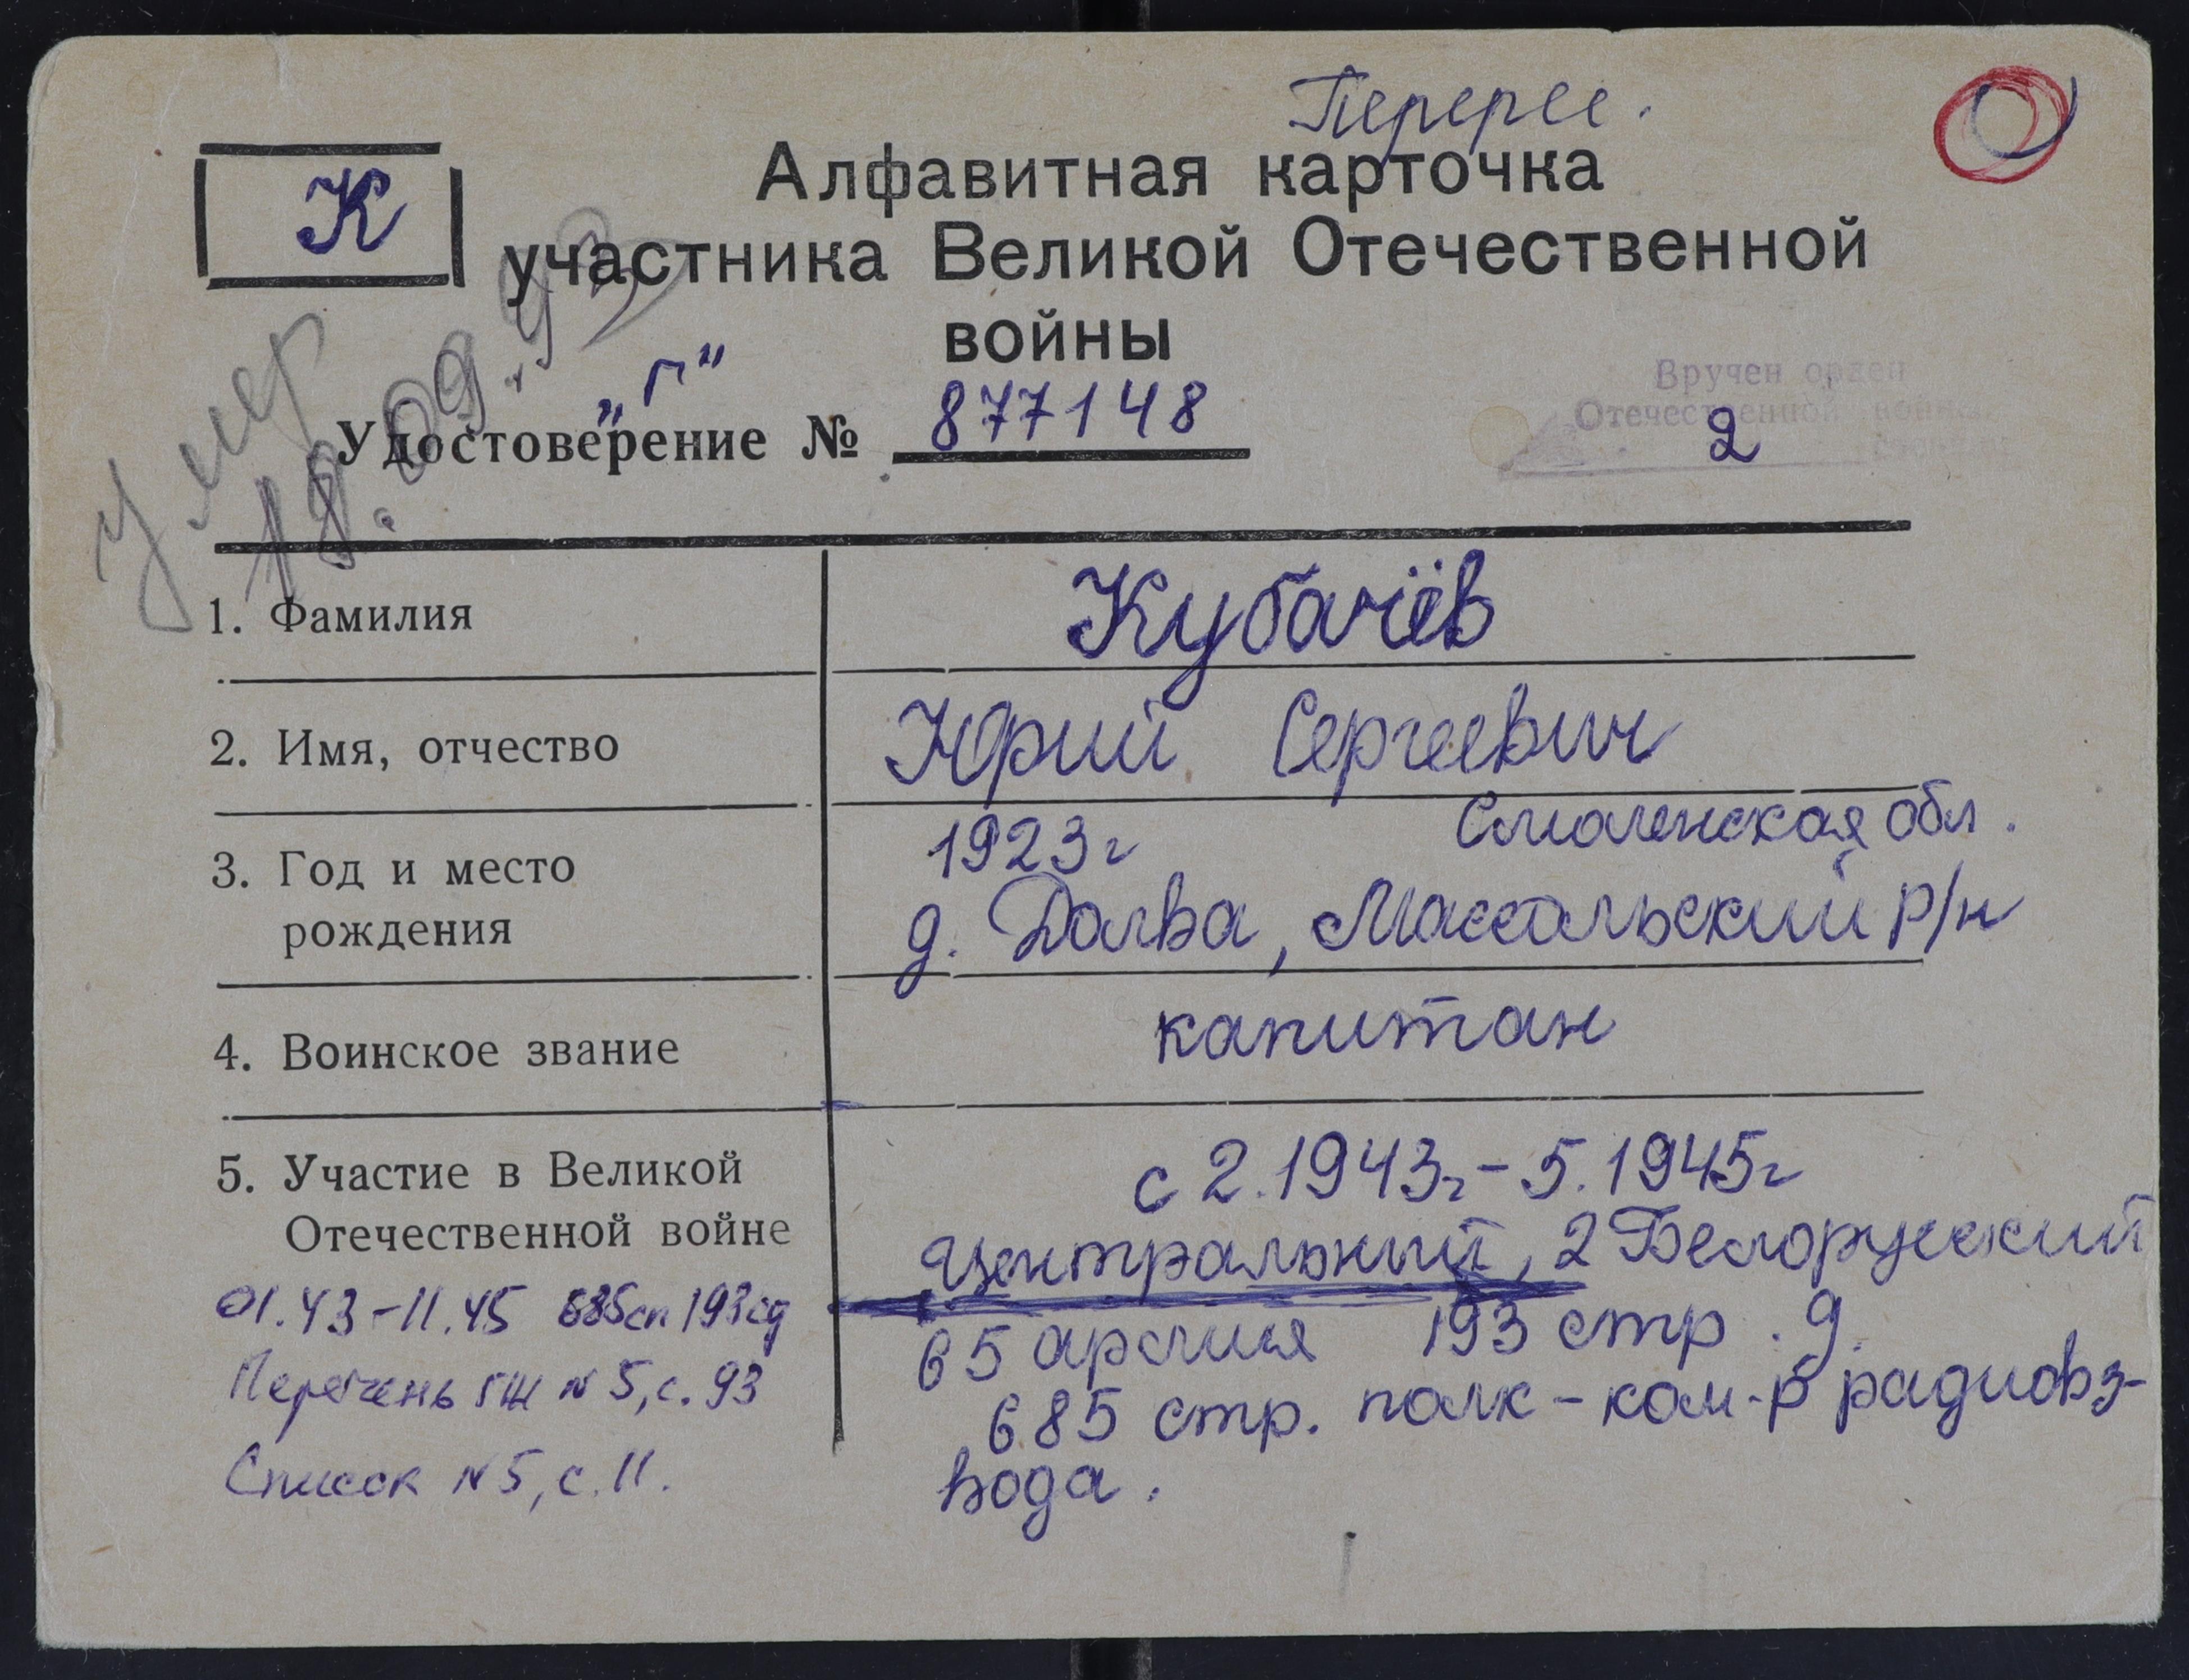 Перерег.
К
Алфавитная карточка
участника Великой Отечественной
войны
умер
18.09.93
„Г"
Удостоверение № 877148
Вручен орден
Отечественной войны
2
1. Фамилия
Кубачёв
2. Имя, отчество
Юрий Сергеевич
3. Год и место
рождения
1923г Смоленская обл.
д. Долва, Массальский р/н
4. Воинское звание
капитан
5. Участие в Великой
Отечественной войне
с 2.1943г - 5.1945г
Центральный, 2 Белорусский
65 армия 193 стр. д.
685 стр. полк - ком-р радиовз-
вода.
01.43 - 11.45 685сп 193сд
Перечень ГШ N 5, с. 93
Список N 5, с. 11.